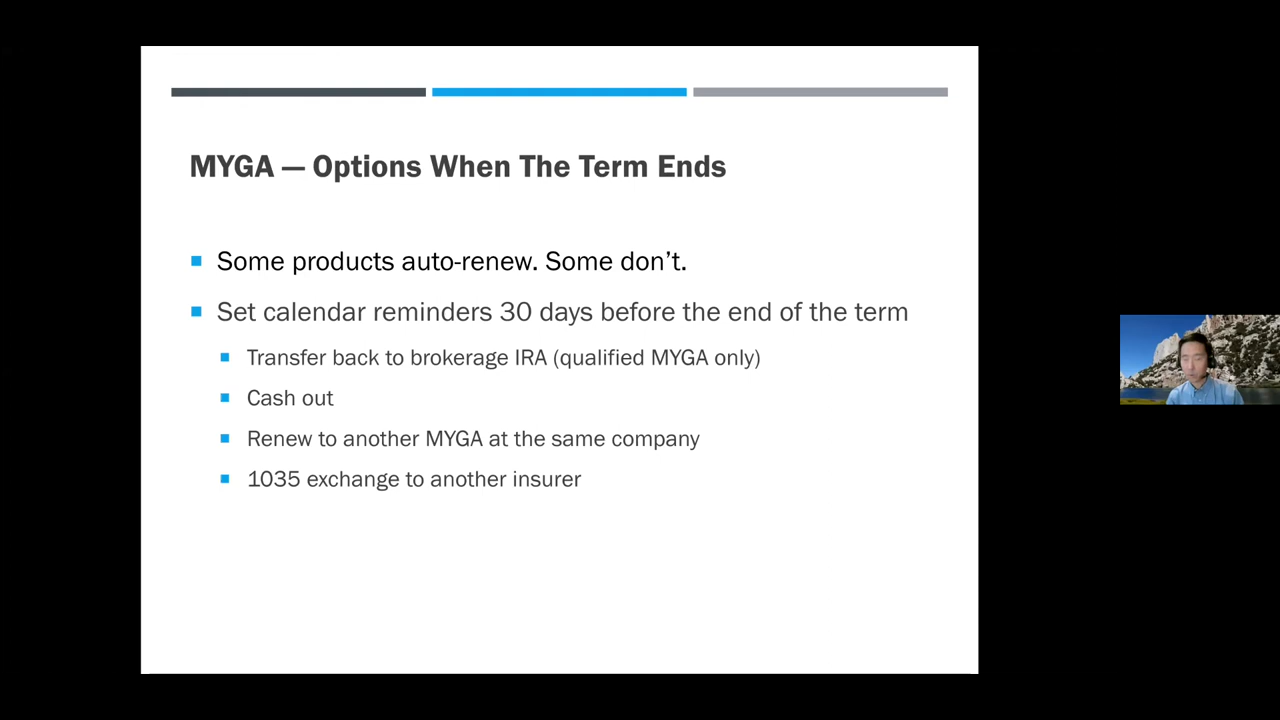 MYGA — Options When The Term Ends
Some products auto-renew. Some don’t.
Set calendar reminders 30 days before the end of the term
Transfer back to brokerage IRA (qualified MYGA only)
Cash out
Renew to another MYGA at the same company
1035 exchange to another insurer